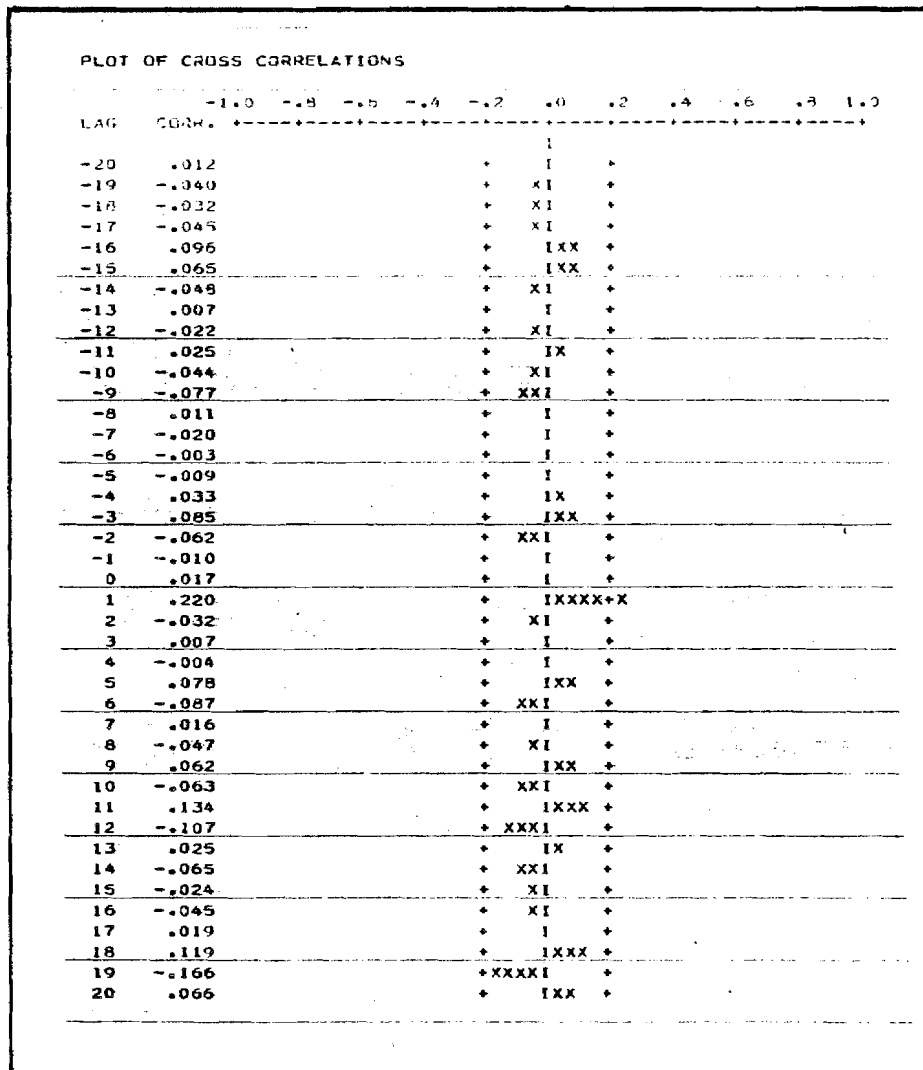 PLOT OF CROSS CORRELATIONS
-1.0 -.8 -.6 -.4 -.2 .0 .2 .4 .6 .8 1.0
LAG CORR. +----+----+----+----+----+----+----+----+----+----+
I
-20 .012 + I +
-19 -.040 + XI +
-18 -.032 + XI +
-17 -.045 + XI +
-16 .096 + IXX +
-15 .065 + IXX +
-14 -.048 + XI +
-13 .007 + I +
-12 -.022 + XI +
-11 .025 + IX +
-10 -.044 + XI +
-9 -.077 + XXI +
-8 .011 + I +
-7 -.020 + I +
-6 -.003 + I +
-5 -.009 + I +
-4 .033 + IX +
-3 .085 + IXX +
-2 -.062 + XXI +
-1 -.010 + I +
0 .017 + I +
1 .220 + IXXXX+X
2 -.032 + XI +
3 .007 + I +
4 -.004 + I +
5 .078 + IXX +
6 -.087 + XXI +
7 .016 + I +
8 -.047 + XI +
9 .062 + IXX +
10 -.063 + XXI +
11 .134 + IXXX +
12 -.107 + XXXI +
13 .025 + IX +
14 -.065 + XXI +
15 -.024 + XI +
16 -.045 + XI +
17 .019 + I +
18 .119 + IXXX +
19 -.166 +XXXXI +
20 .066 + IXX +